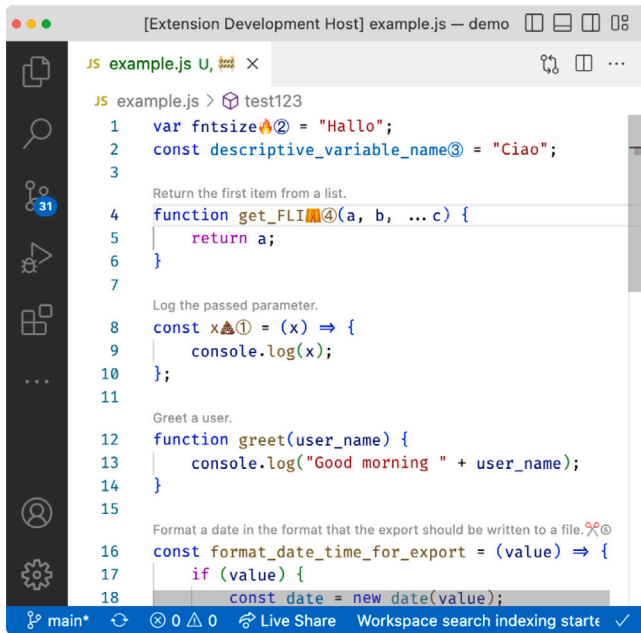 [Extension Development Host] example.js — demo
JS example.js U, 🚧
JS example.js > test123
1 var fntsize🔥② = "Hallo";
2 const descriptive_variable_name③ = "Ciao";
3
Return the first item from a list.
4 function get_FLI🩳④(a, b, ...c) {
5 return a;
6 }
7
Log the passed parameter.
8 const x💩① = (x) ⇒ {
9 console.log(x);
10 };
11
Greet a user.
12 function greet(user_name) {
13 console.log("Good morning " + user_name);
14 }
15
Format a date in the format that the export should be written to a file.✂️⑥
16 const format_date_time_for_export = (value) ⇒ {
17 if (value) {
18 const date = new date(value);
31
main* 0 0 Live Share Workspace search indexing starte